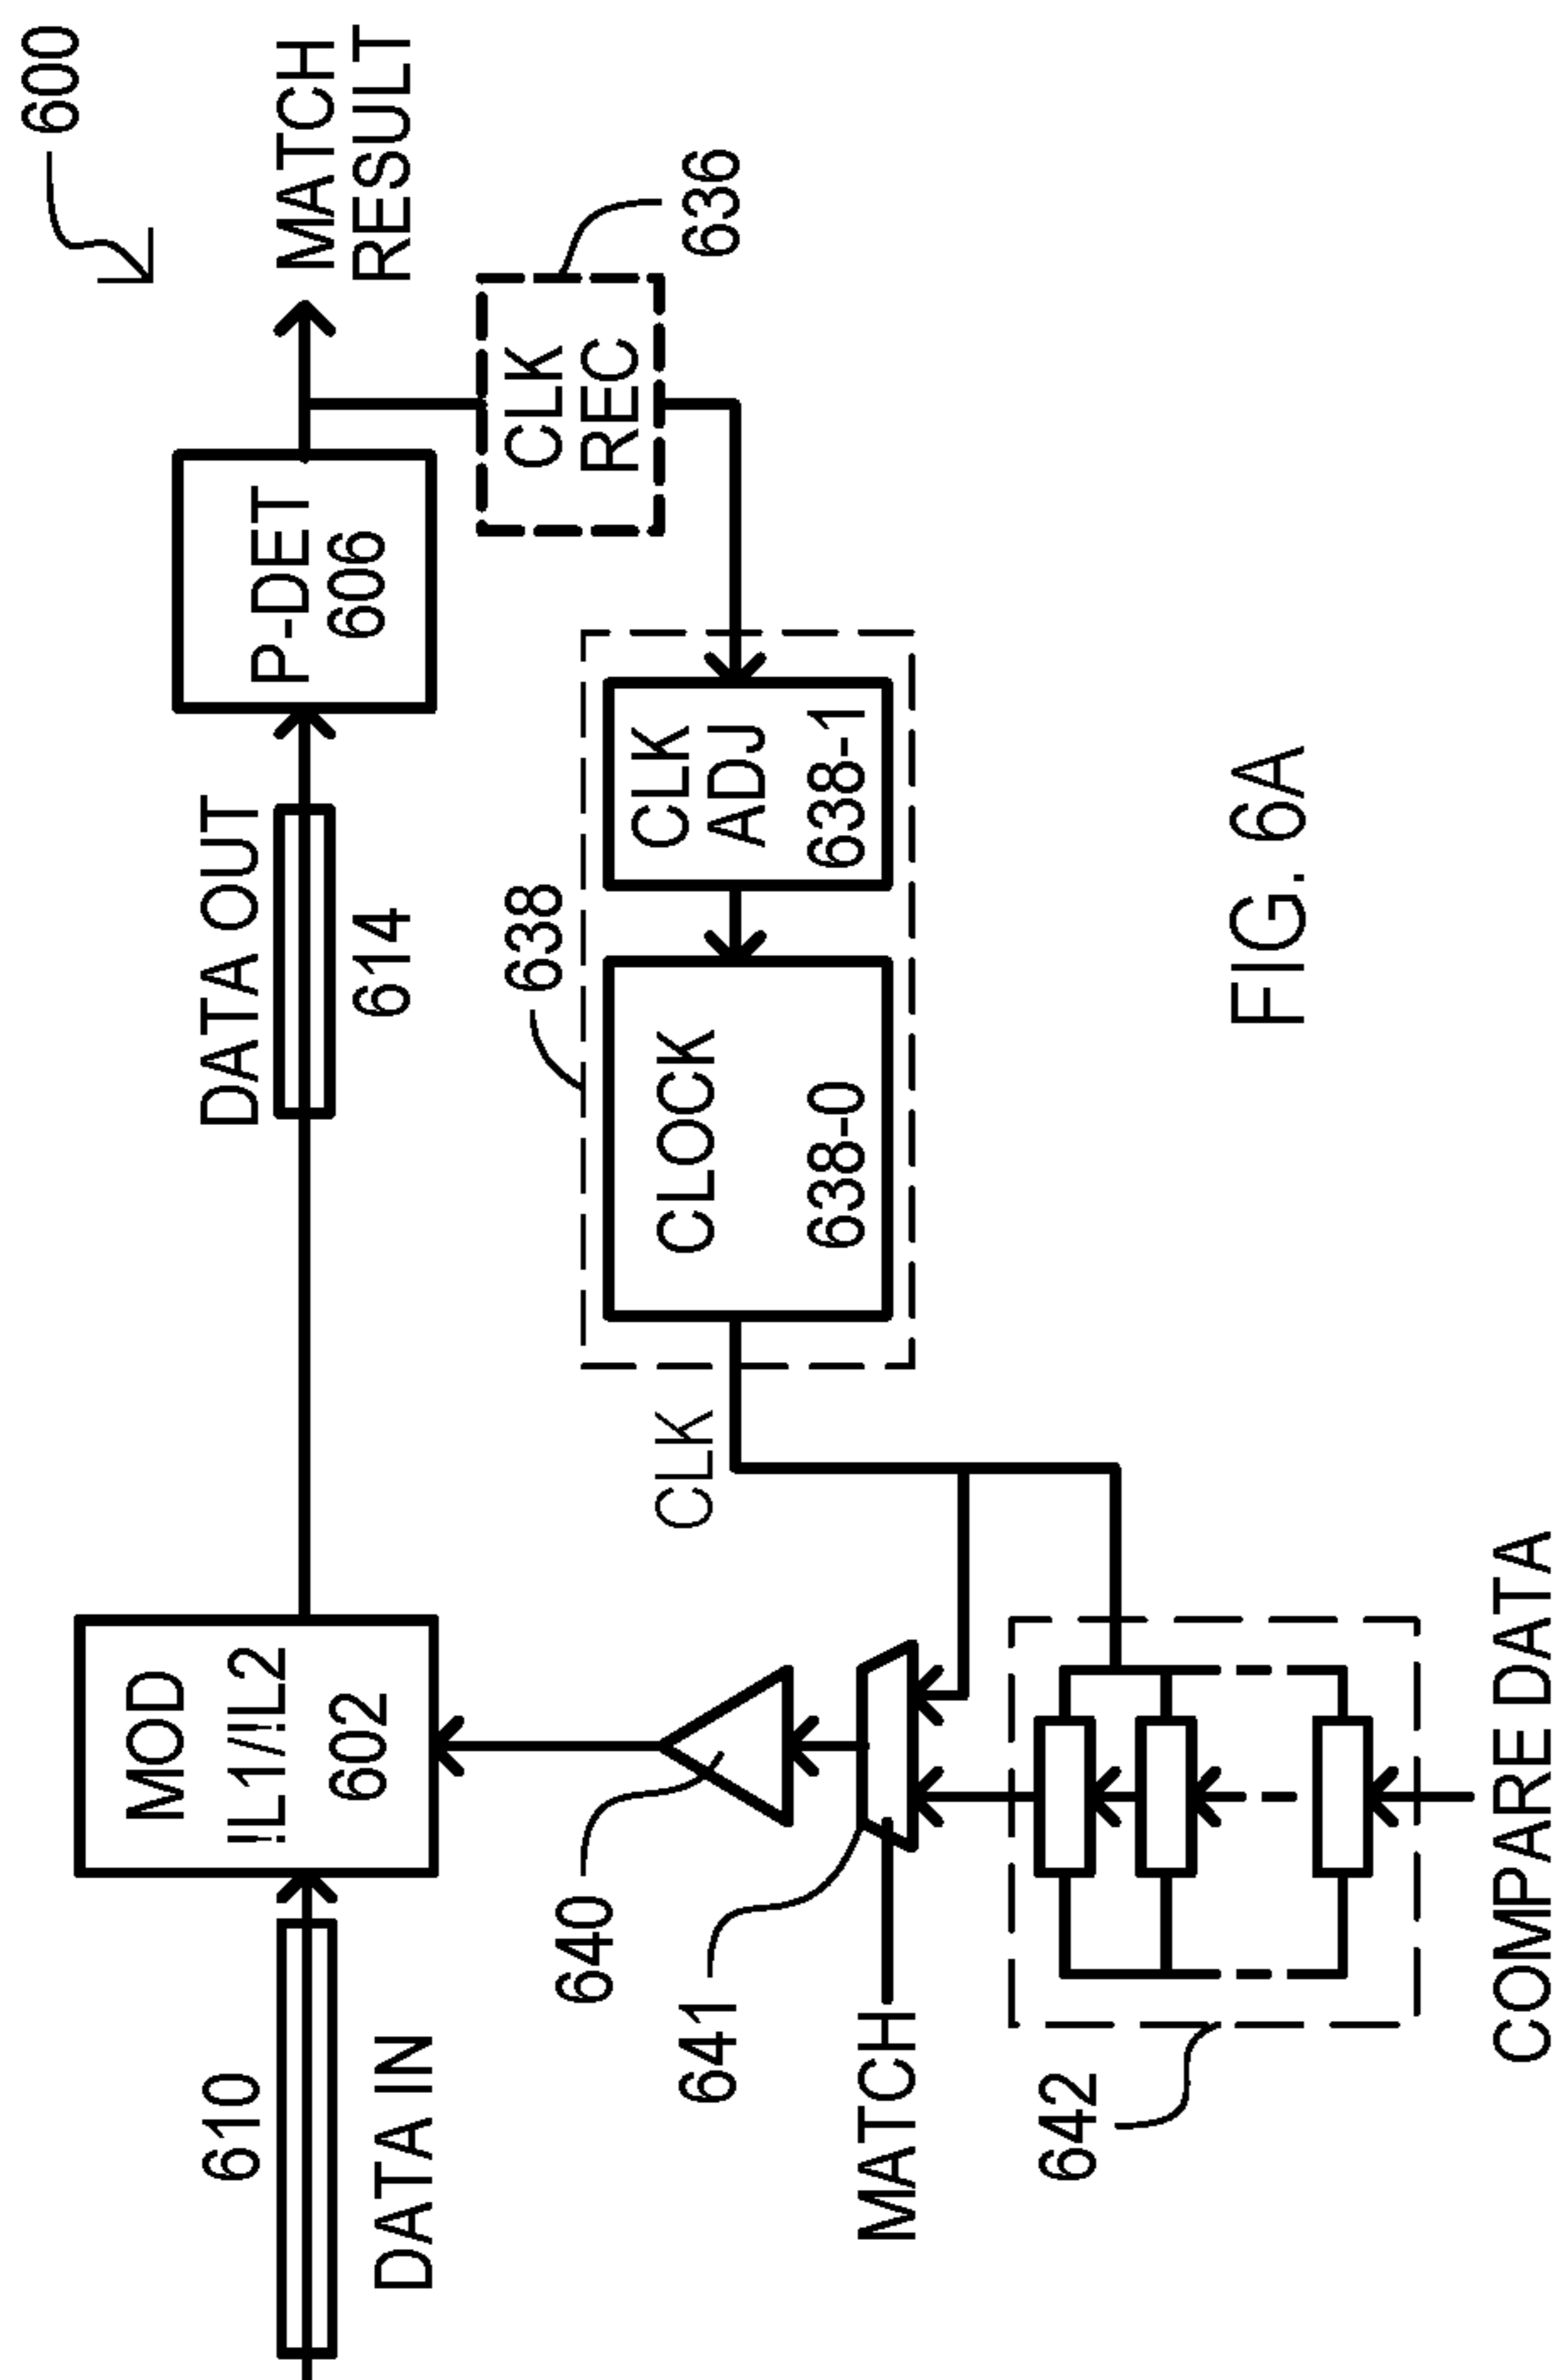 600
MATCH
RESULT
636
CLK
REC
P-DET
606
DATA OUT
614
638
CLK
ADJ
638-1
CLOCK
638-0
CLK
MOD
!L1/!L2
602
610
DATA IN
640
641
MATCH
642
COMPARE DATA
FIG. 6A